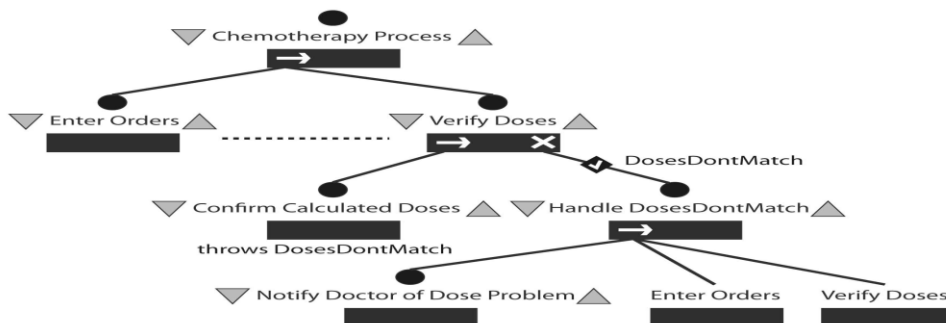 Chemotherapy Process
Enter Orders
Verify Doses
DosesDontMatch
Confirm Calculated Doses
Handle DosesDontMatch
throws DosesDontMatch
Notify Doctor of Dose Problem
Enter Orders
Verify Doses